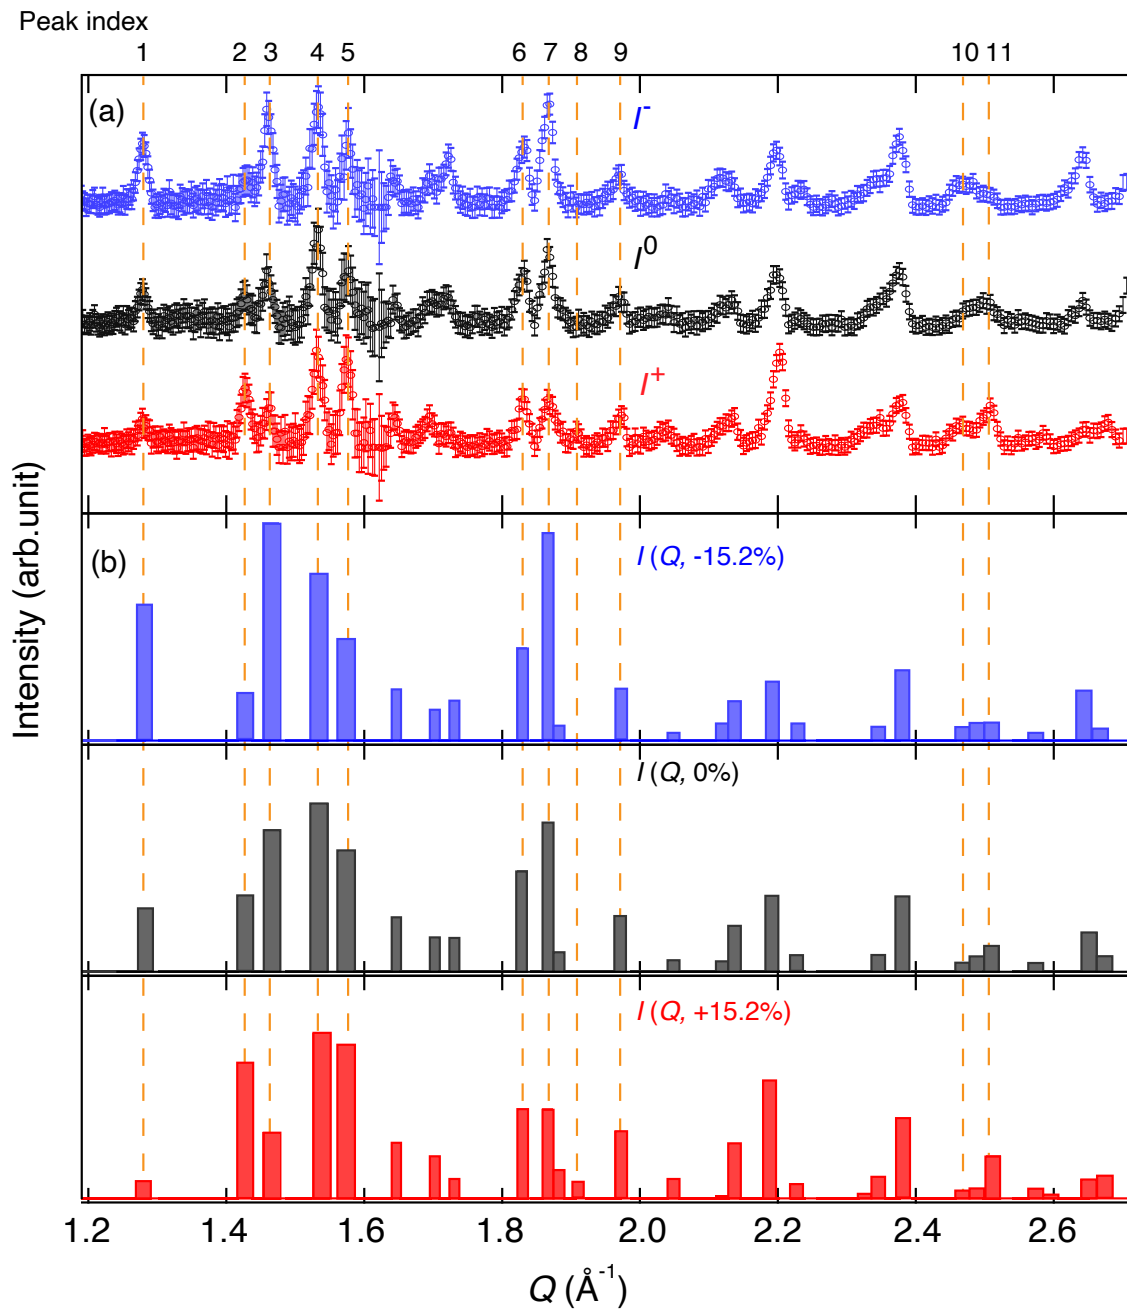 Peak index
1 2 3 4 5 6 7 8 9 10 11
(a)
I-
I0
I+
Intensity (arb.unit)
(b)
I (Q, -15.2%)
I (Q, 0%)
I (Q, +15.2%)
1.2 1.4 1.6 1.8 2.0 2.2 2.4 2.6
Q (Å-1)